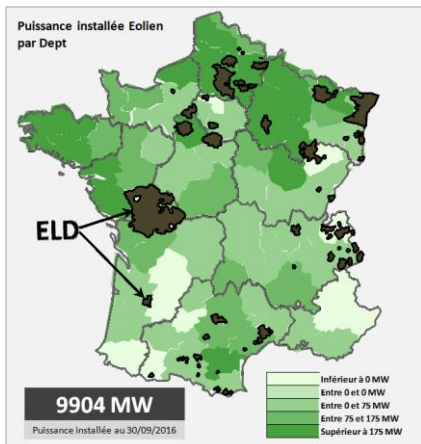 Puissance installée Eolien
par Dept
ELD
9904 MW
Puissance installée au 30/09/2016
Inférieur à 0 MW
Entre 0 et 0 MW
Entre 0 et 75 MW
Entre 75 et 175 MW
Supérieur à 175 MW